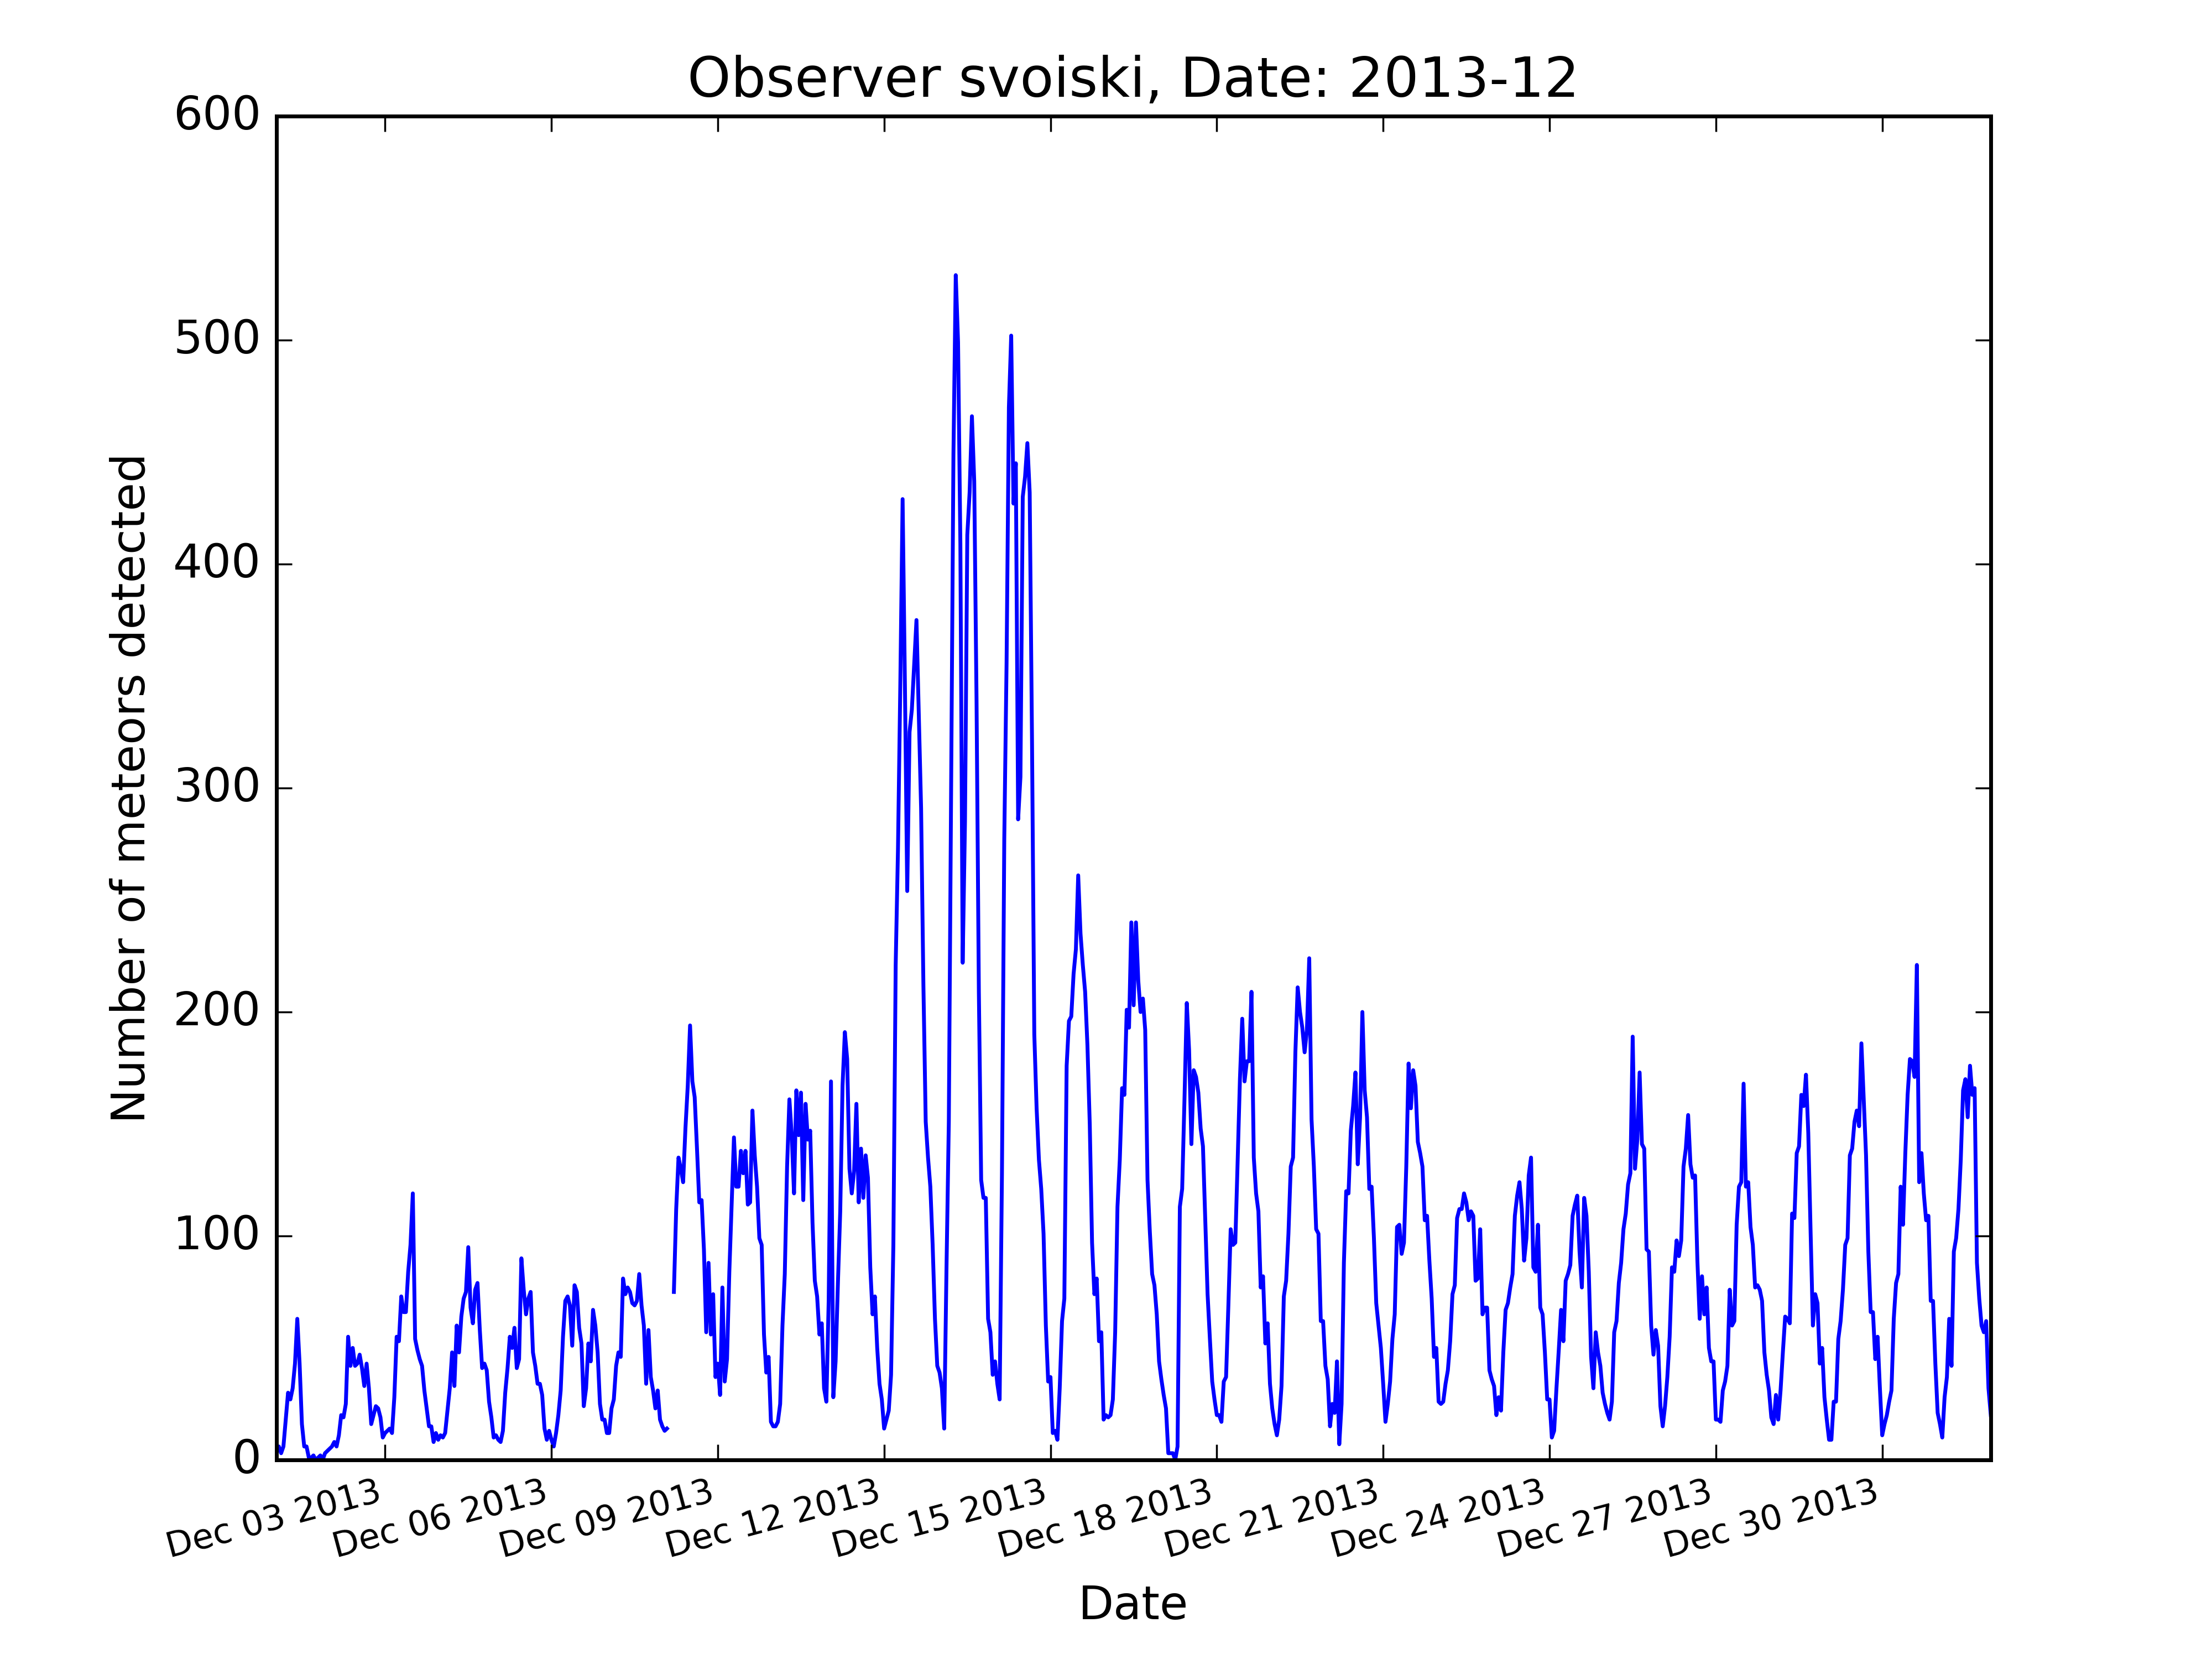 Observer svoiski, Date: 2013-12
600
500
400
300
200
100
0
Number of meteors detected
Dec 03 2013
Dec 06 2013
Dec 09 2013
Dec 12 2013
Dec 15 2013
Dec 18 2013
Dec 21 2013
Dec 24 2013
Dec 27 2013
Dec 30 2013
Date